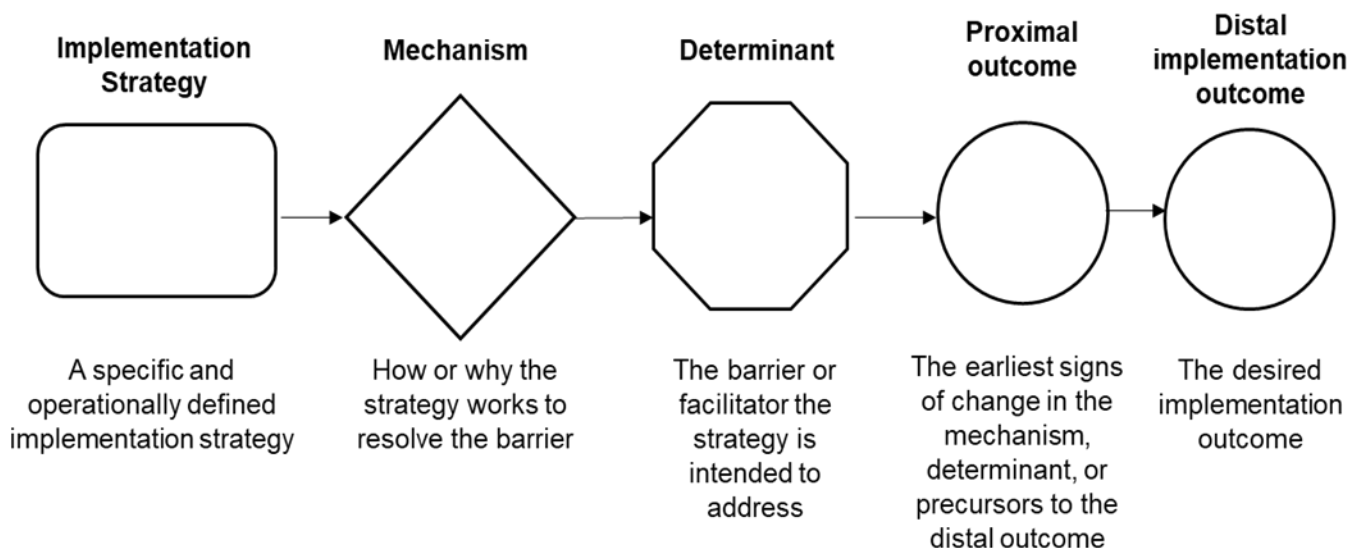 Implementation
Strategy
Mechanism
Determinant
Proximal
outcome
Distal
implementation
outcome
A specific and
operationally defined
implementation strategy
How or why the
strategy works to
resolve the barrier
The barrier or
facilitator the
strategy is
intended to
address
The earliest signs
of change in the
mechanism,
determinant, or
precursors to the
distal outcome
The desired
implementation
outcome